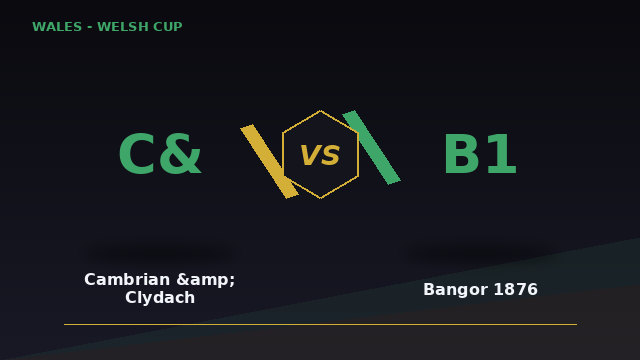 WALES - WELSH CUP
C&
VS
B1
Cambrian &amp;
Clydach
Bangor 1876